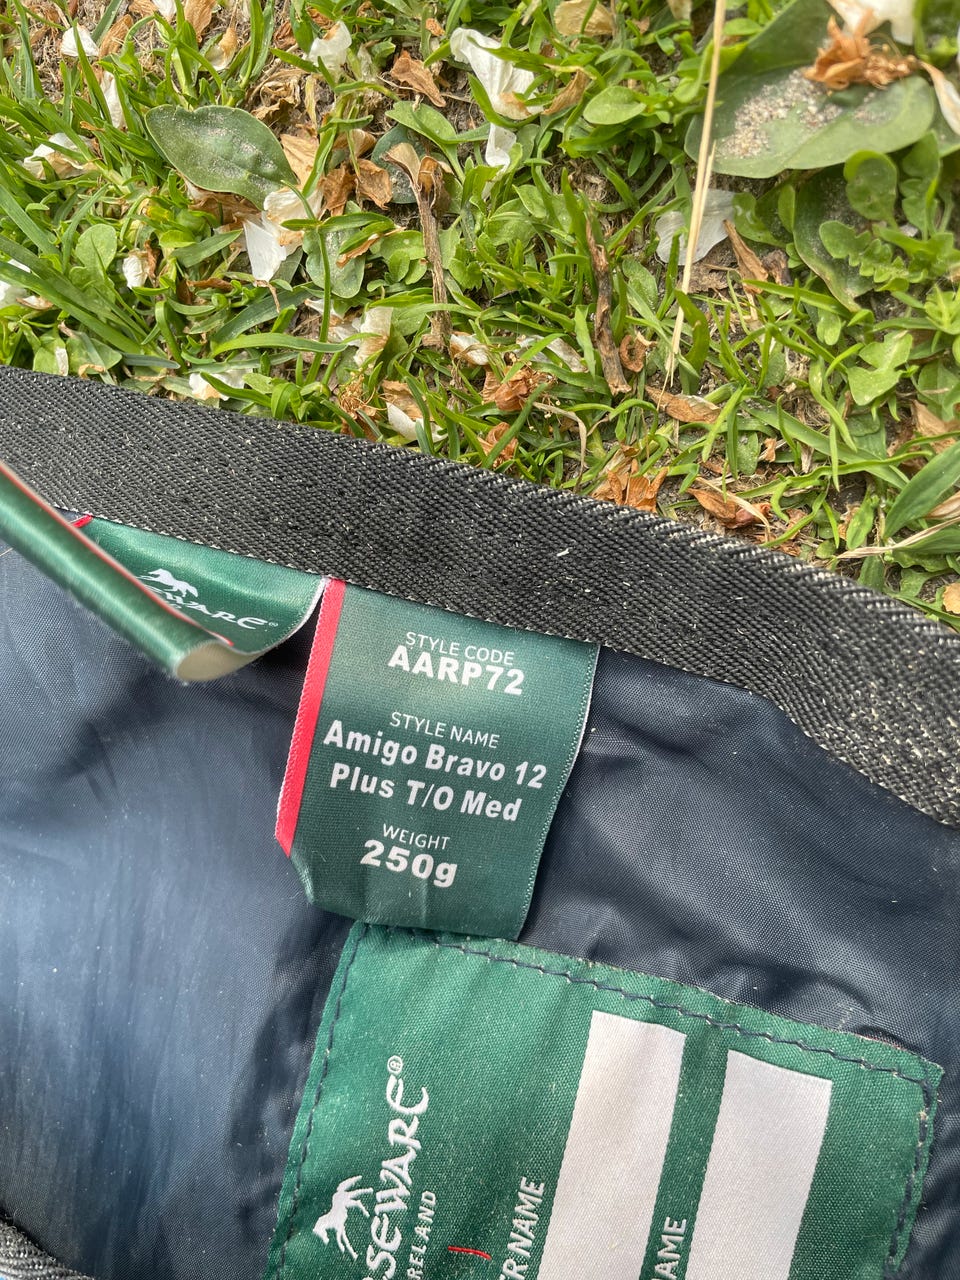 STYLE CODE
AARP72
STYLE NAME
Amigo Bravo 12
Plus T/O Med
WEIGHT
250g